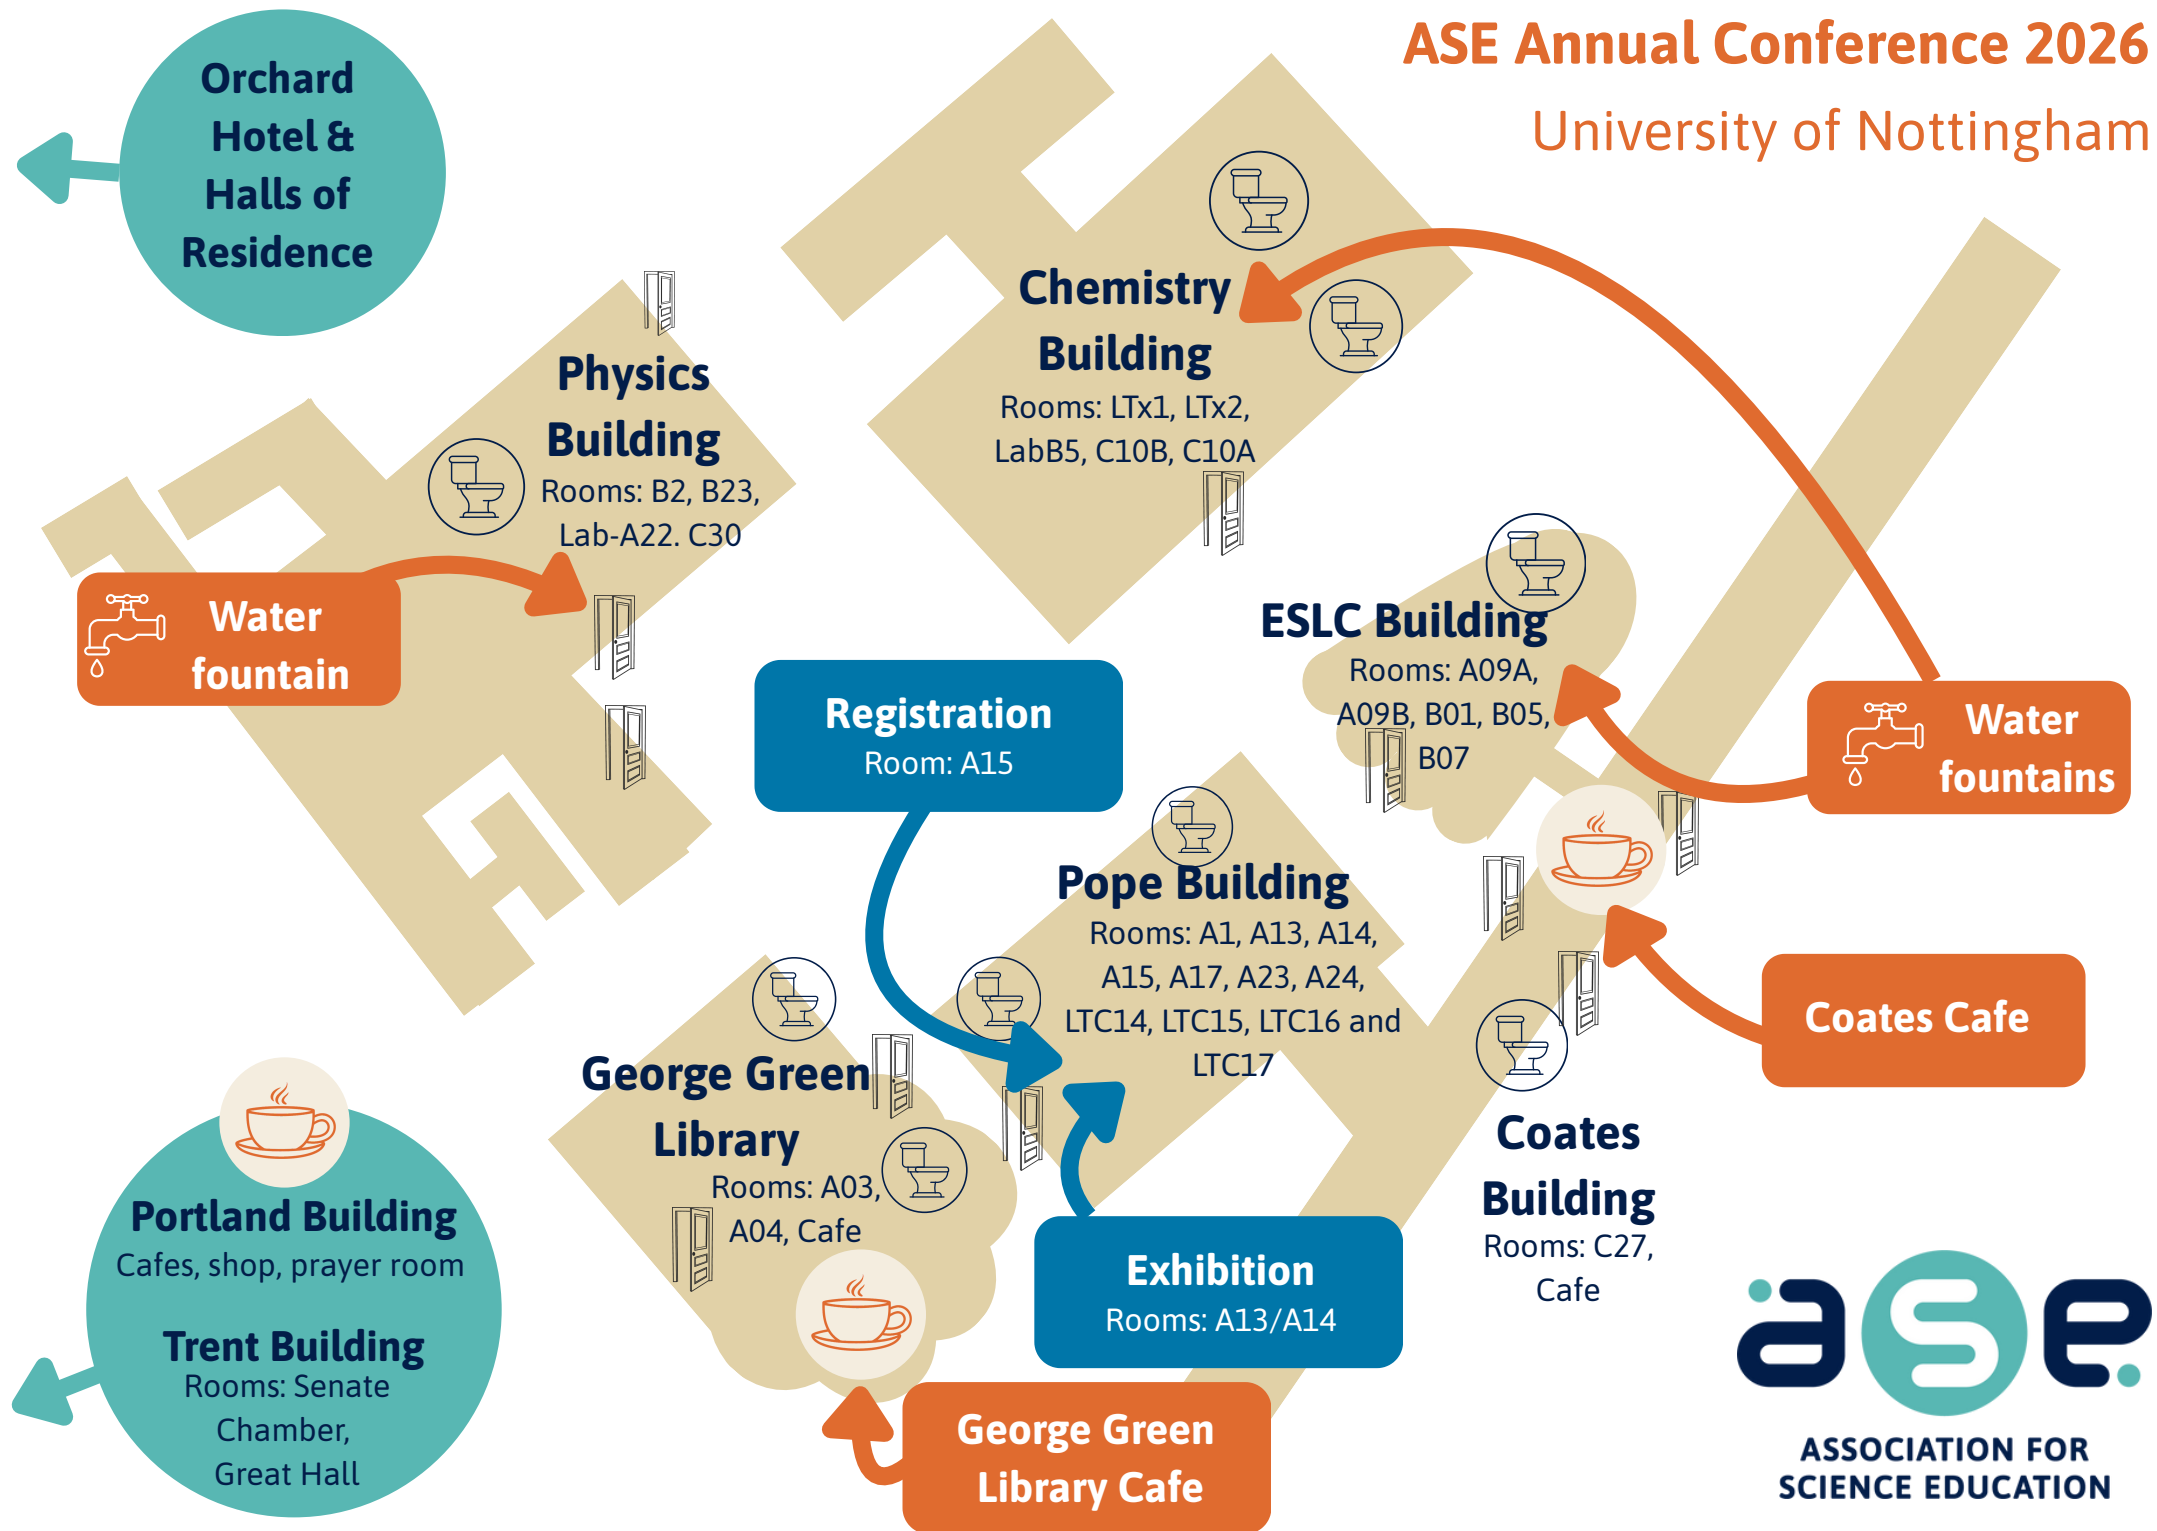 ASE Annual Conference 2026
University of Nottingham
Orchard
Hotel &
Halls of
Residence
Chemistry
Building
Rooms: LTx1, LTx2,
LabB5, C10B, C10A
Physics
Building
Rooms: B2, B23,
Lab-A22. C30
Water
fountain
ESLC Building
Rooms: A09A,
A09B, B01, B05,
B07
Water
fountains
Registration
Room: A15
Pope Building
Rooms: A1, A13, A14,
A15, A17, A23, A24,
LTC14, LTC15, LTC16 and
LTC17
Coates Cafe
George Green
Library
Rooms: A03,
A04, Cafe
Coates
Building
Rooms: C27,
Cafe
Portland Building
Cafes, shop, prayer room
Trent Building
Rooms: Senate
Chamber,
Great Hall
Exhibition
Rooms: A13/A14
George Green
Library Cafe
ase
ASSOCIATION FOR
SCIENCE EDUCATION